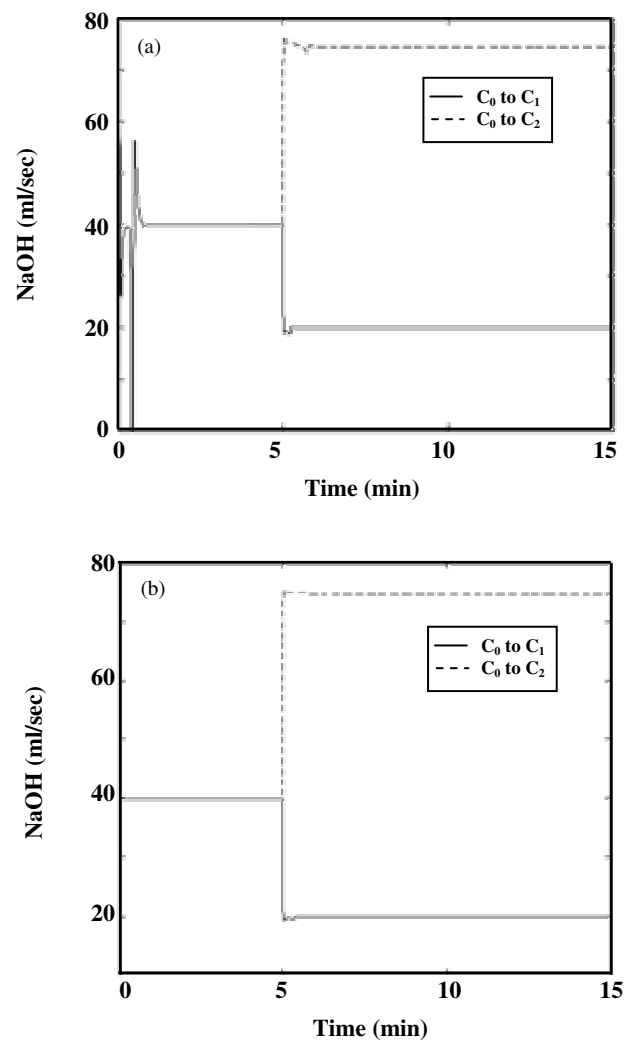 80
(a)
C₀ to C₁
C₀ to C₂
60
NaOH (ml/sec)
40
20
0
0 5 10 15
Time (min)
80
(b)
C₀ to C₁
C₀ to C₂
60
NaOH (ml/sec)
40
20
0 5 10 15
Time (min)